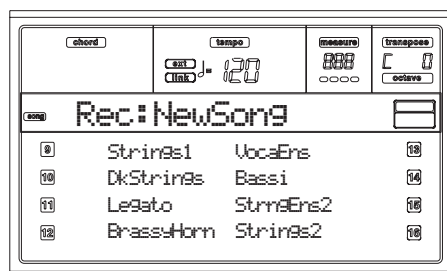 chord tempo measure transpose
ext
link ♩= 120 888 C 0
octave
song Rec:NewSong
9 Strings1 VocaEns 13
10 DkStrings Bassi 14
11 Legato StrngEns2 15
12 BrassyHorn Strings2 16